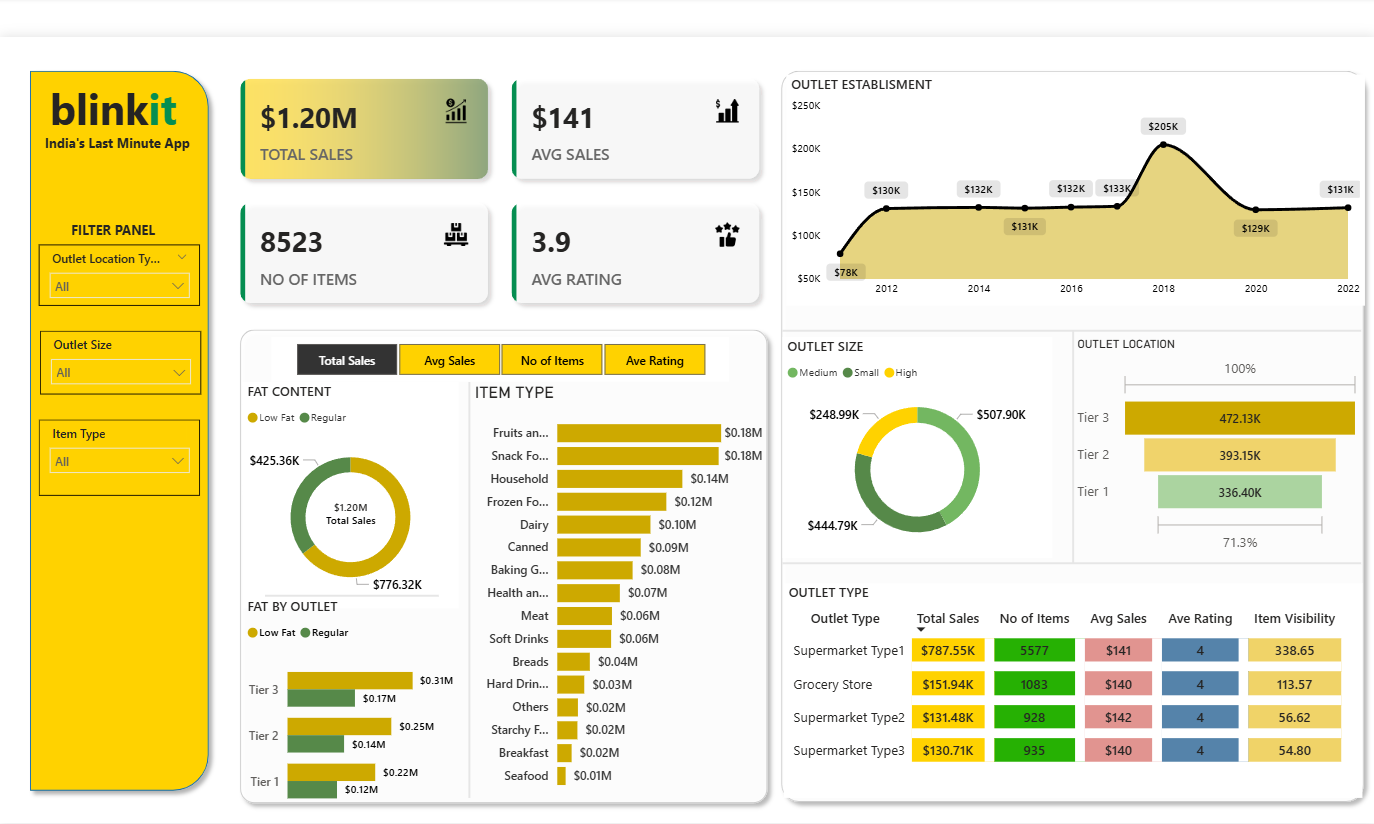 blinkit
India's Last Minute App
FILTER PANEL
Outlet Location Ty...
All
Outlet Size
All
Item Type
All
$1.20M
TOTAL SALES
$141
AVG SALES
8523
NO OF ITEMS
3.9
AVG RATING
Total Sales Avg Sales No of Items Ave Rating
FAT CONTENT
Low Fat Regular
$425.36K
$1.20M
Total Sales
$776.32K
FAT BY OUTLET
Low Fat Regular
Tier 3 $0.31M
$0.17M
Tier 2 $0.25M
$0.14M
Tier 1 $0.22M
$0.12M
ITEM TYPE
Fruits an... $0.18M
Snack Fo... $0.18M
Household $0.14M
Frozen Fo... $0.12M
Dairy $0.10M
Canned $0.09M
Baking G... $0.08M
Health an... $0.07M
Meat $0.06M
Soft Drinks $0.06M
Breads $0.04M
Hard Drin... $0.03M
Others $0.02M
Starchy F... $0.02M
Breakfast $0.02M
Seafood $0.01M
OUTLET ESTABLISMENT
$250K
$200K
$150K
$100K
$50K
$78K $130K $132K $131K $132K $133K $205K $129K $131K
2012 2014 2016 2018 2020 2022
OUTLET SIZE
Medium Small High
$248.99K $507.90K
$444.79K
OUTLET LOCATION
100%
Tier 3 472.13K
Tier 2 393.15K
Tier 1 336.40K
71.3%
OUTLET TYPE
Outlet Type Total Sales No of Items Avg Sales Ave Rating Item Visibility
Supermarket Type1 $787.55K 5577 $141 4 338.65
Grocery Store $151.94K 1083 $140 4 113.57
Supermarket Type2 $131.48K 928 $142 4 56.62
Supermarket Type3 $130.71K 935 $140 4 54.80